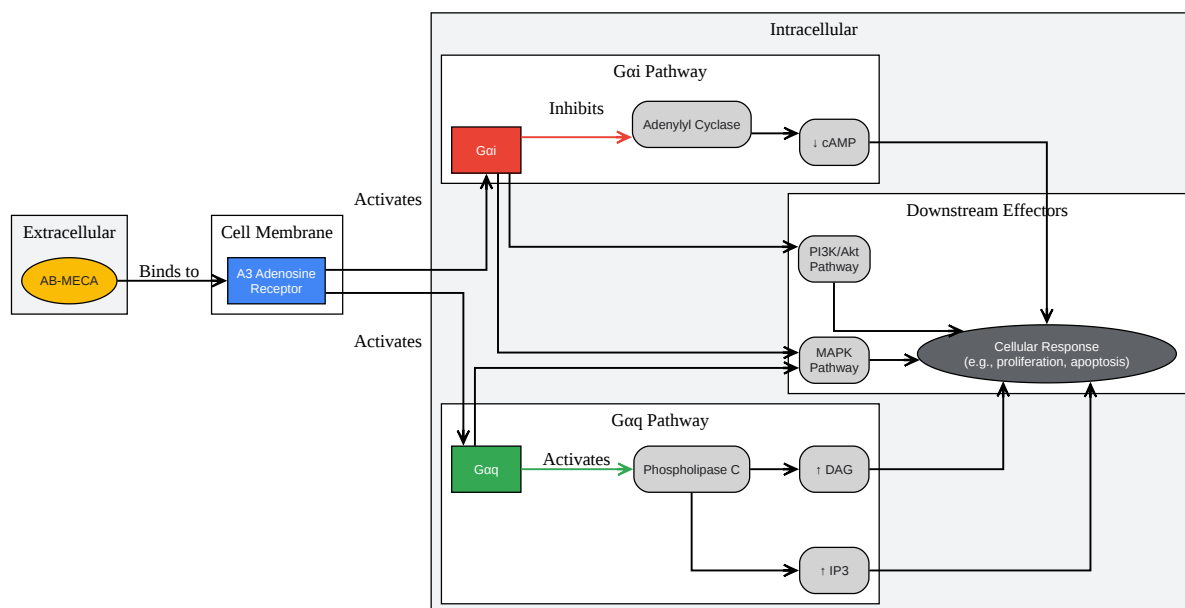 Intracellular
Gαi Pathway
Inhibits
Adenylyl Cyclase
Gαi
↓ cAMP
Activates
Extracellular
Cell Membrane
Downstream Effectors
AB-MECA
Binds to
A3 Adenosine
Receptor
PI3K/Akt
Pathway
Activates
MAPK
Pathway
Cellular Response
(e.g., proliferation, apoptosis)
Gαq Pathway
Gαq
Activates
Phospholipase C
↑ DAG
↑ IP3